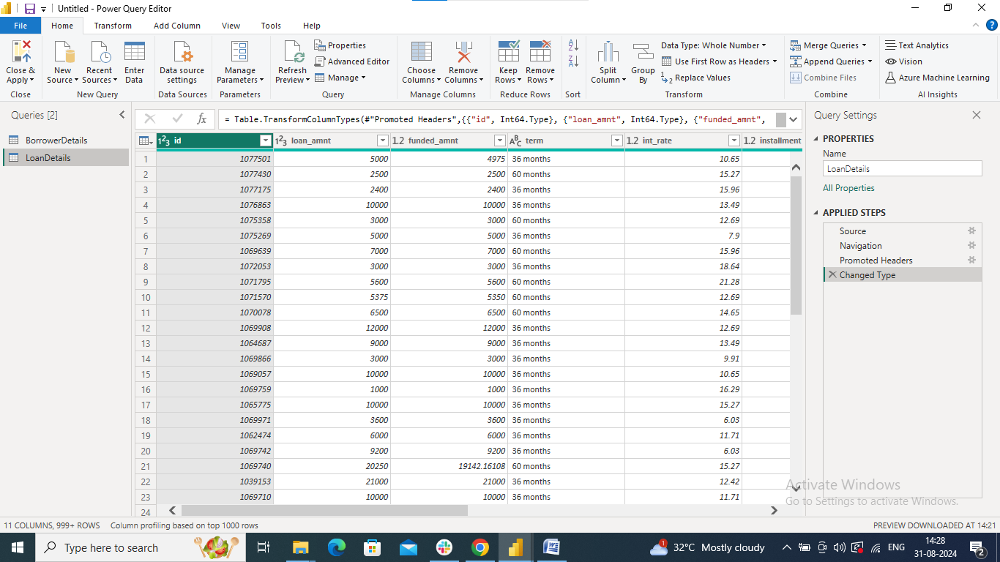 Untitled - Power Query Editor
File Home Transform Add Column View Tools Help
Close & Apply
Close
New Source
Recent Sources
Enter Data
New Query
Data source settings
Data Sources
Manage Parameters
Parameters
Refresh Preview
Properties
Advanced Editor
Manage
Query
Choose Columns
Remove Columns
Manage Columns
Keep Rows
Remove Rows
Reduce Rows
Sort
Split Column
Group By
Data Type: Whole Number
Use First Row as Headers
Replace Values
Transform
Merge Queries
Append Queries
Combine Files
Combine
Text Analytics
Vision
Azure Machine Learning
AI Insights
Queries [2]
BorrowerDetails
LoanDetails
= Table.TransformColumnTypes(#"Promoted Headers",{{"id", Int64.Type}, {"loan_amnt", Int64.Type}, {"funded_amnt",
123 id 123 loan_amnt 1.2 funded_amnt ABC term 1.2 int_rate 1.2 installment
1 1077501 5000 4975 36 months 10.65
2 1077430 2500 2500 60 months 15.27
3 1077175 2400 2400 36 months 15.96
4 1076863 10000 10000 36 months 13.49
5 1075358 3000 3000 60 months 12.69
6 1075269 5000 5000 36 months 7.9
7 1069639 7000 7000 60 months 15.96
8 1072053 3000 3000 36 months 18.64
9 1071795 5600 5600 60 months 21.28
10 1071570 5375 5350 60 months 12.69
11 1070078 6500 6500 60 months 14.65
12 1069908 12000 12000 36 months 12.69
13 1064687 9000 9000 36 months 13.49
14 1069866 3000 3000 36 months 9.91
15 1069057 10000 10000 36 months 10.65
16 1069759 1000 1000 36 months 16.29
17 1065775 10000 10000 36 months 15.27
18 1069971 3600 3600 36 months 6.03
19 1062474 6000 6000 36 months 11.71
20 1069742 9200 9200 36 months 6.03
21 1069740 20250 19142.16108 60 months 15.27
22 1039153 21000 21000 36 months 12.42
23 1069710 10000 10000 36 months 11.71
24
Query Settings
PROPERTIES
Name
LoanDetails
All Properties
APPLIED STEPS
Source
Navigation
Promoted Headers
Changed Type
Activate Windows
Go to Settings to activate Windows.
11 COLUMNS, 999+ ROWS Column profiling based on top 1000 rows
PREVIEW DOWNLOADED AT 14:21
Type here to search
1 32°C Mostly cloudy
ENG
14:28
31-08-2024
2